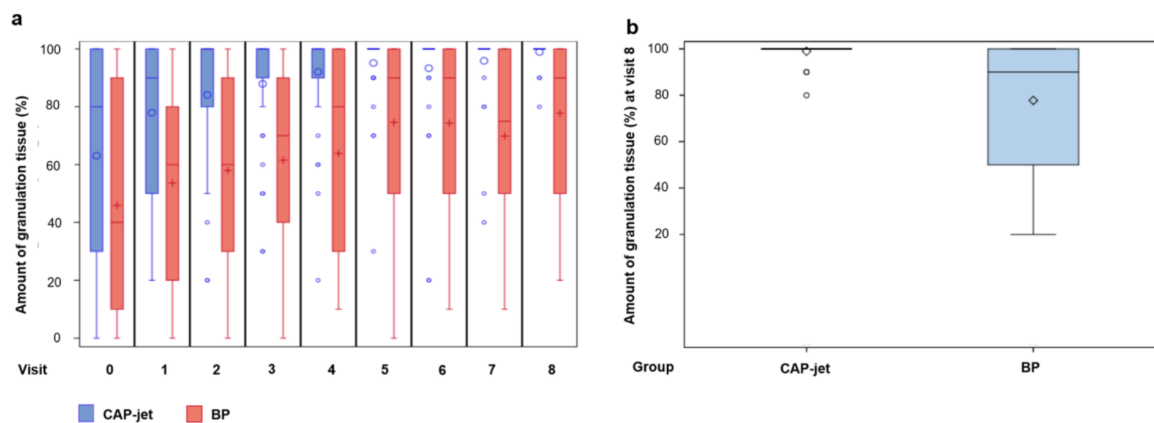 a
Amount of granulation tissue (%)
100
80
60
40
20
0
Visit 0 1 2 3 4 5 6 7 8
CAP-jet BP
b
Amount of granulation tissue (%) at visit 8
100
80
60
40
20
Group CAP-jet BP